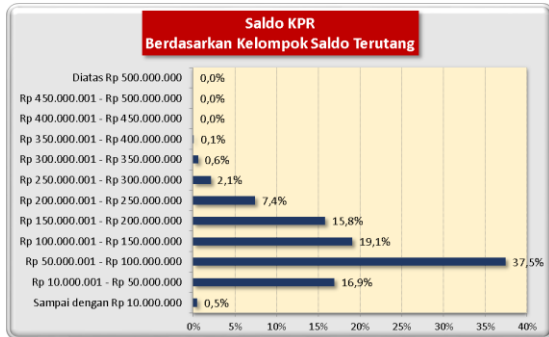 Saldo KPR
Berdasarkan Kelompok Saldo Terutang
Diatas Rp 500.000.000 0,0%
Rp 450.000.001 - Rp 500.000.000 0,0%
Rp 400.000.001 - Rp 450.000.000 0,0%
Rp 350.000.001 - Rp 400.000.000 0,1%
Rp 300.000.001 - Rp 350.000.000 0,6%
Rp 250.000.001 - Rp 300.000.000 2,1%
Rp 200.000.001 - Rp 250.000.000 7,4%
Rp 150.000.001 - Rp 200.000.000 15,8%
Rp 100.000.001 - Rp 150.000.000 19,1%
Rp 50.000.001 - Rp 100.000.000 37,5%
Rp 10.000.001 - Rp 50.000.000 16,9%
Sampai dengan Rp 10.000.000 0,5%
0% 5% 10% 15% 20% 25% 30% 35% 40%